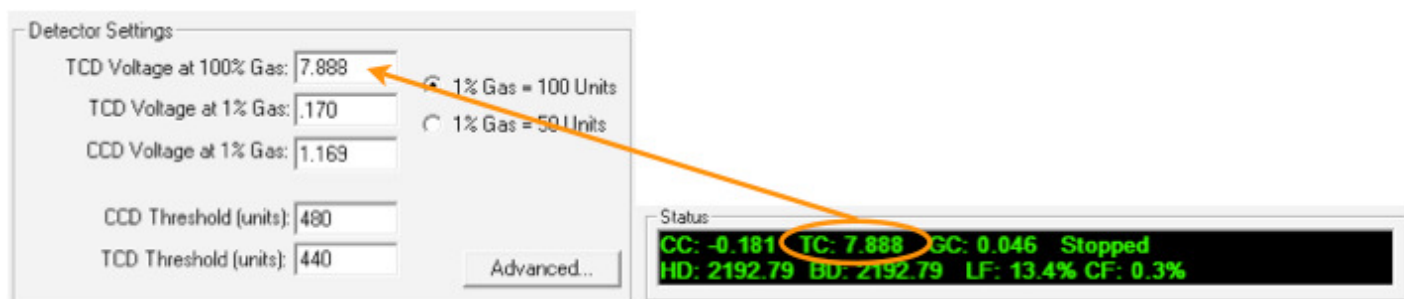 Detector Settings
TCD Voltage at 100% Gas: 7.888
TCD Voltage at 1% Gas: .170
CCD Voltage at 1% Gas: 1.169
CCD Threshold (units): 480
TCD Threshold (units): 440
1% Gas = 100 Units
1% Gas = 50 Units
Advanced...
Status
CC: -0.181 TC: 7.888 GC: 0.046 Stopped
HD: 2192.79 BD: 2192.79 LF: 13.4% CF: 0.3%